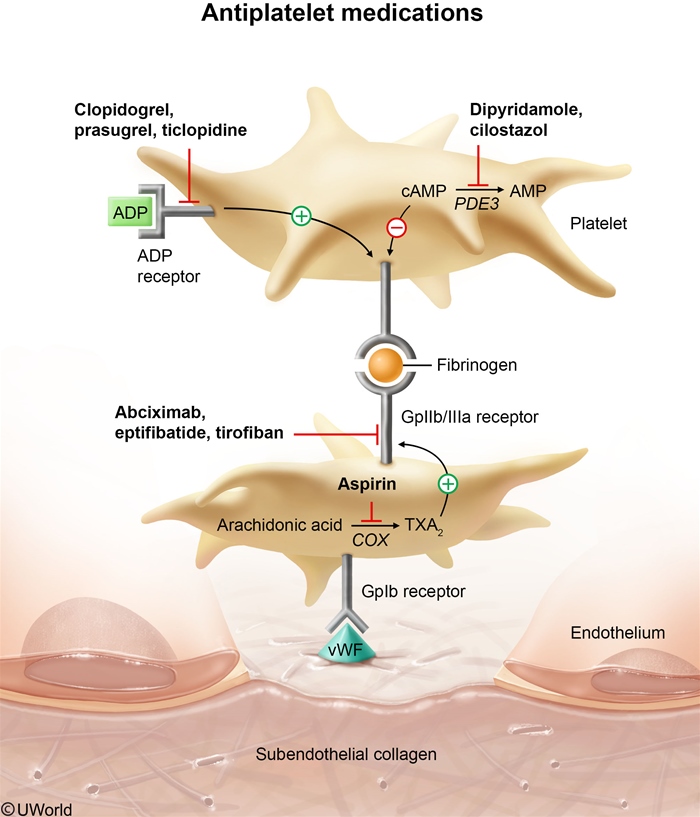 Antiplatelet medications
Clopidogrel,
prasugrel, ticlopidine
Dipyridamole,
cilostazol
ADP
ADP
receptor
+
cAMP
AMP
PDE3
−
Platelet
Fibrinogen
Abciximab,
eptifibatide, tirofiban
GpIIb/IIIa receptor
Aspirin
+
Arachidonic acid
TXA₂
COX
GpIb receptor
vWF
Endothelium
Subendothelial collagen
©UWorld